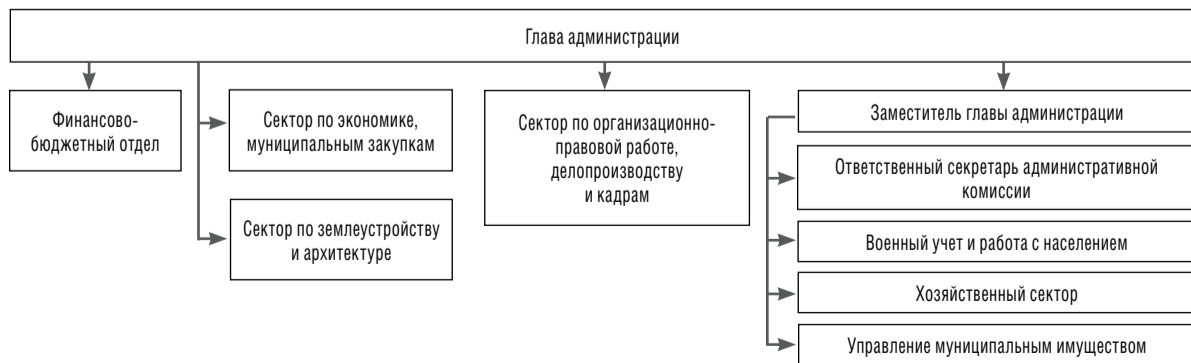 Глава администрации
Финансово-
бюджетный отдел
Сектор по экономике,
муниципальным закупкам
Сектор по землеустройству
и архитектуре
Сектор по организационно-
правовой работе,
делопроизводству
и кадрам
Заместитель главы администрации
Ответственный секретарь административной
комиссии
Военный учет и работа с населением
Хозяйственный сектор
Управление муниципальным имуществом